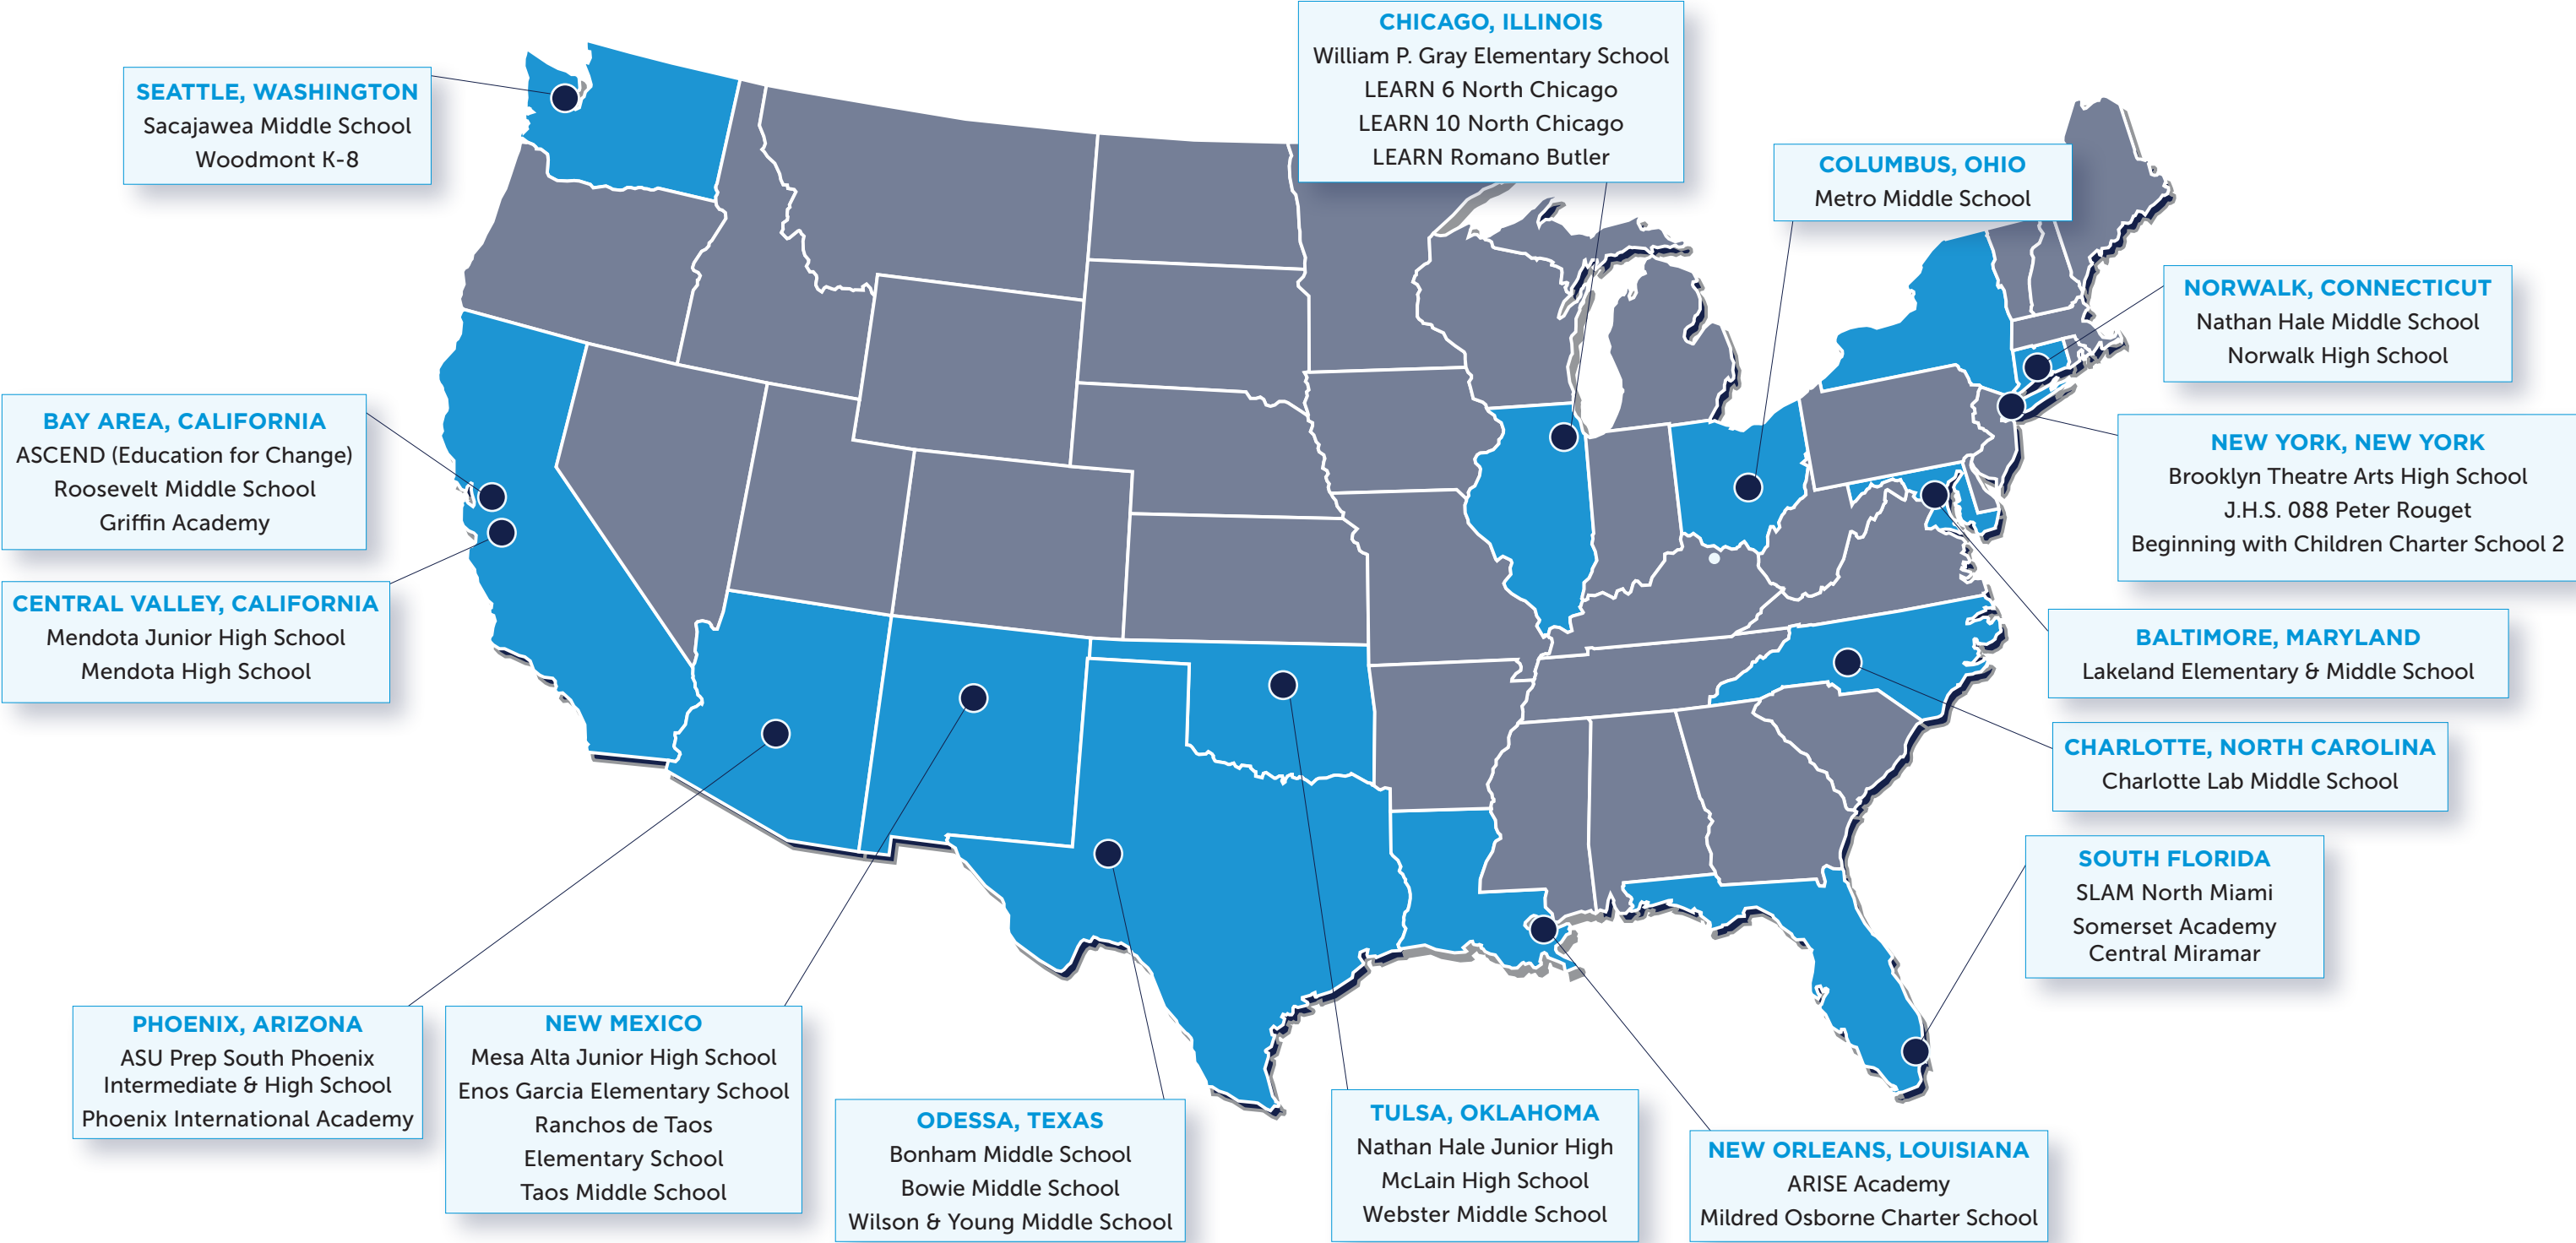 CHICAGO, ILLINOIS
William P. Gray Elementary School
LEARN 6 North Chicago
LEARN 10 North Chicago
LEARN Romano Butler
SEATTLE, WASHINGTON
Sacajawea Middle School
Woodmont K-8
COLUMBUS, OHIO
Metro Middle School
NORWALK, CONNECTICUT
Nathan Hale Middle School
Norwalk High School
BAY AREA, CALIFORNIA
ASCEND (Education for Change)
Roosevelt Middle School
Griffin Academy
NEW YORK, NEW YORK
Brooklyn Theatre Arts High School
J.H.S. 088 Peter Rouget
Beginning with Children Charter School 2
CENTRAL VALLEY, CALIFORNIA
Mendota Junior High School
Mendota High School
BALTIMORE, MARYLAND
Lakeland Elementary & Middle School
CHARLOTTE, NORTH CAROLINA
Charlotte Lab Middle School
SOUTH FLORIDA
SLAM North Miami
Somerset Academy
Central Miramar
PHOENIX, ARIZONA
ASU Prep South Phoenix
Intermediate & High School
Phoenix International Academy
NEW MEXICO
Mesa Alta Junior High School
Enos Garcia Elementary School
Ranchos de Taos
Elementary School
Taos Middle School
ODESSA, TEXAS
Bonham Middle School
Bowie Middle School
Wilson & Young Middle School
TULSA, OKLAHOMA
Nathan Hale Junior High
McLain High School
Webster Middle School
NEW ORLEANS, LOUISIANA
ARISE Academy
Mildred Osborne Charter School